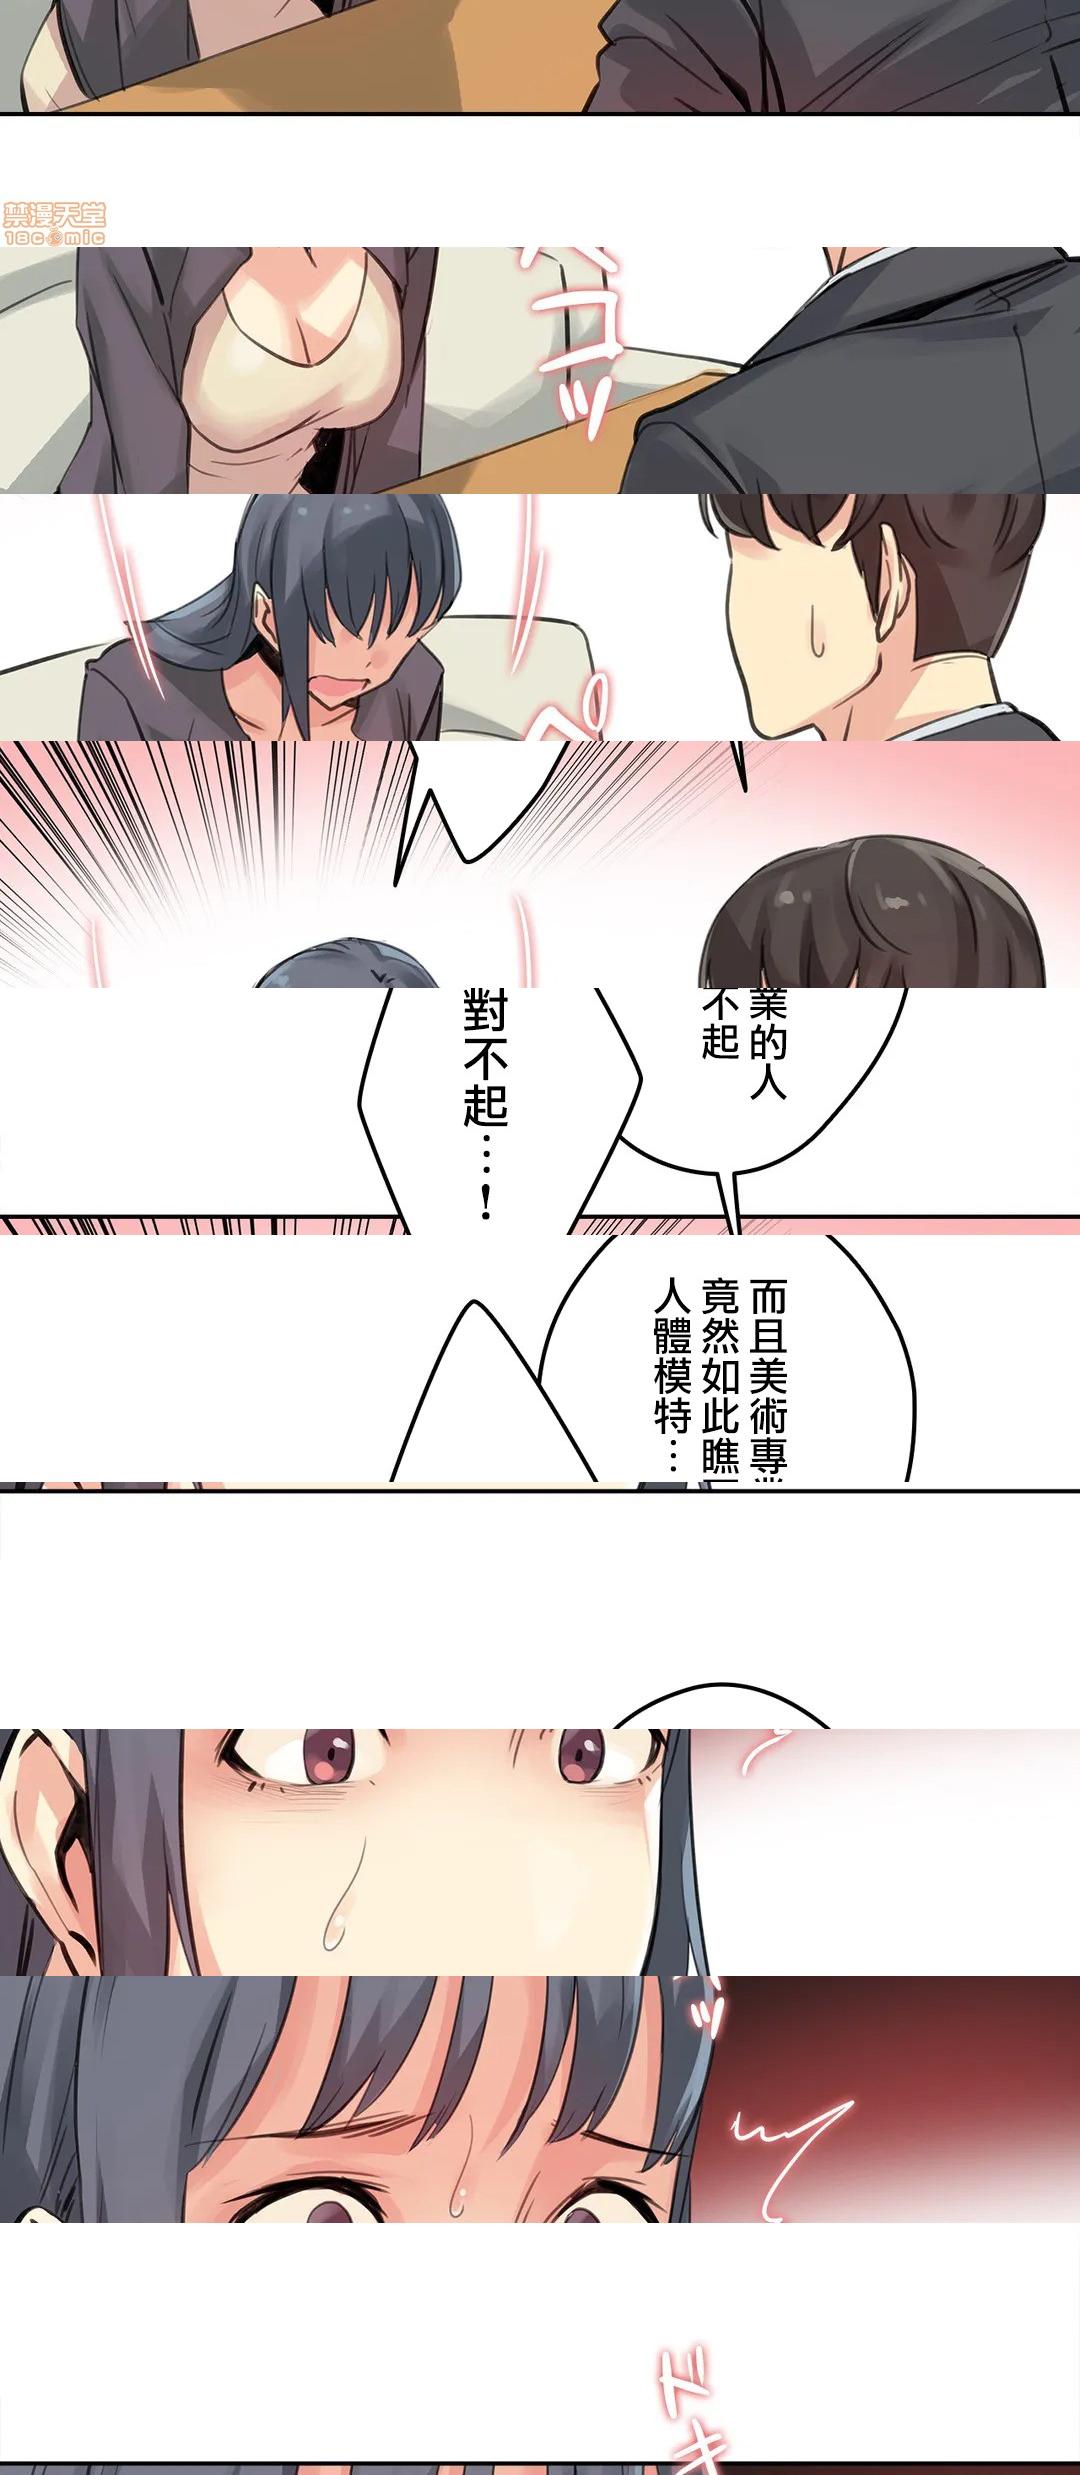 禁漫天堂
18comic
ペコッ
業的人
不起
對不起…!
而且美術專
竟然如此瞧
人體模特…
ドキ